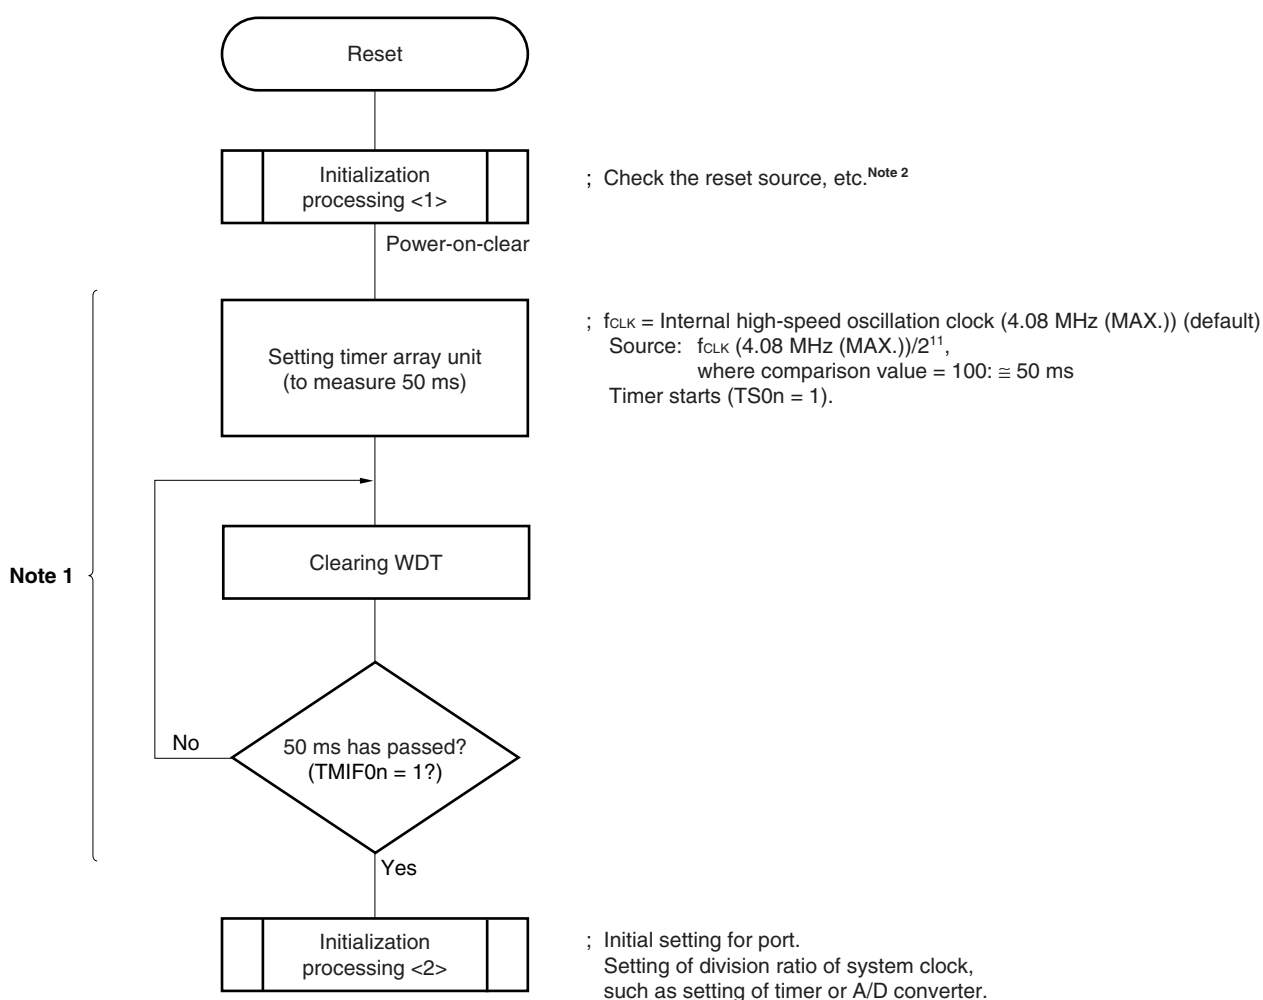 Reset
Initialization
processing <1>
; Check the reset source, etc.Note 2
Power-on-clear
Setting timer array unit
(to measure 50 ms)
; fCLK = Internal high-speed oscillation clock (4.08 MHz (MAX.)) (default)
Source: fCLK (4.08 MHz (MAX.))/2¹¹,
where comparison value = 100: ≅ 50 ms
Timer starts (TS0n = 1).
Clearing WDT
Note 1
No
50 ms has passed?
(TMIF0n = 1?)
Yes
Initialization
processing <2>
; Initial setting for port.
Setting of division ratio of system clock,
such as setting of timer or A/D converter.